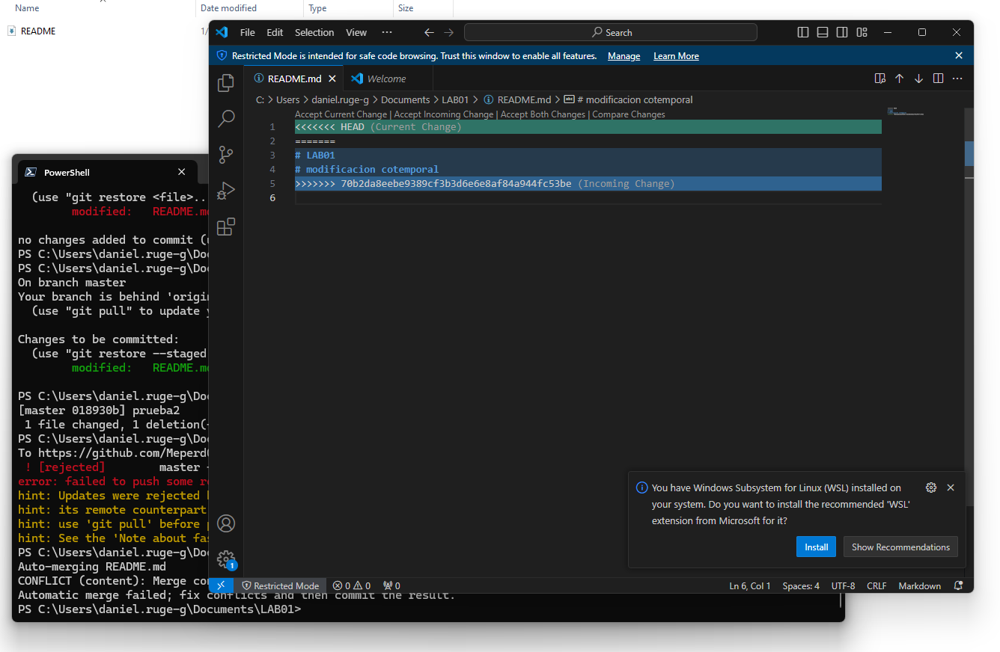 Name Date modified Type Size
README 1/
File Edit Selection View ··· Search
Restricted Mode is intended for safe code browsing. Trust this window to enable all features. Manage Learn More
README.md Welcome
C: > Users > daniel.ruge-g > Documents > LAB01 > README.md > # modificacion cotemporal
Accept Current Change | Accept Incoming Change | Accept Both Changes | Compare Changes
1 <<<<<<< HEAD (Current Change)
2 =======
3 # LAB01
4 # modificacion cotemporal
5 >>>>>>> 70b2da8eebe9389cf3b3d6e6e8af84a944fc53be (Incoming Change)
6
You have Windows Subsystem for Linux (WSL) installed on
your system. Do you want to install the recommended 'WSL'
extension from Microsoft for it?
Install Show Recommendations
1
Restricted Mode 0 0 0 Ln 6, Col 1 Spaces: 4 UTF-8 CRLF Markdown
PowerShell
(use "git restore <file>..
modified: README.m
no changes added to commit (
PS C:\Users\daniel.ruge-g\Do
PS C:\Users\daniel.ruge-g\Do
On branch master
Your branch is behind 'origi
(use "git pull" to update
Changes to be committed:
(use "git restore --staged
modified: README.m
PS C:\Users\daniel.ruge-g\Do
[master 018930b] prueba2
1 file changed, 1 deletion(
PS C:\Users\daniel.ruge-g\Do
To https://github.com/Meperd
! [rejected] master
error: failed to push some r
hint: Updates were rejected
hint: its remote counterpart
hint: use 'git pull' before
hint: See the 'Note about fa
PS C:\Users\daniel.ruge-g\Do
Auto-merging README.md
CONFLICT (content): Merge co
Automatic merge failed; fix conflicts and then commit the result.
PS C:\Users\daniel.ruge-g\Documents\LAB01>